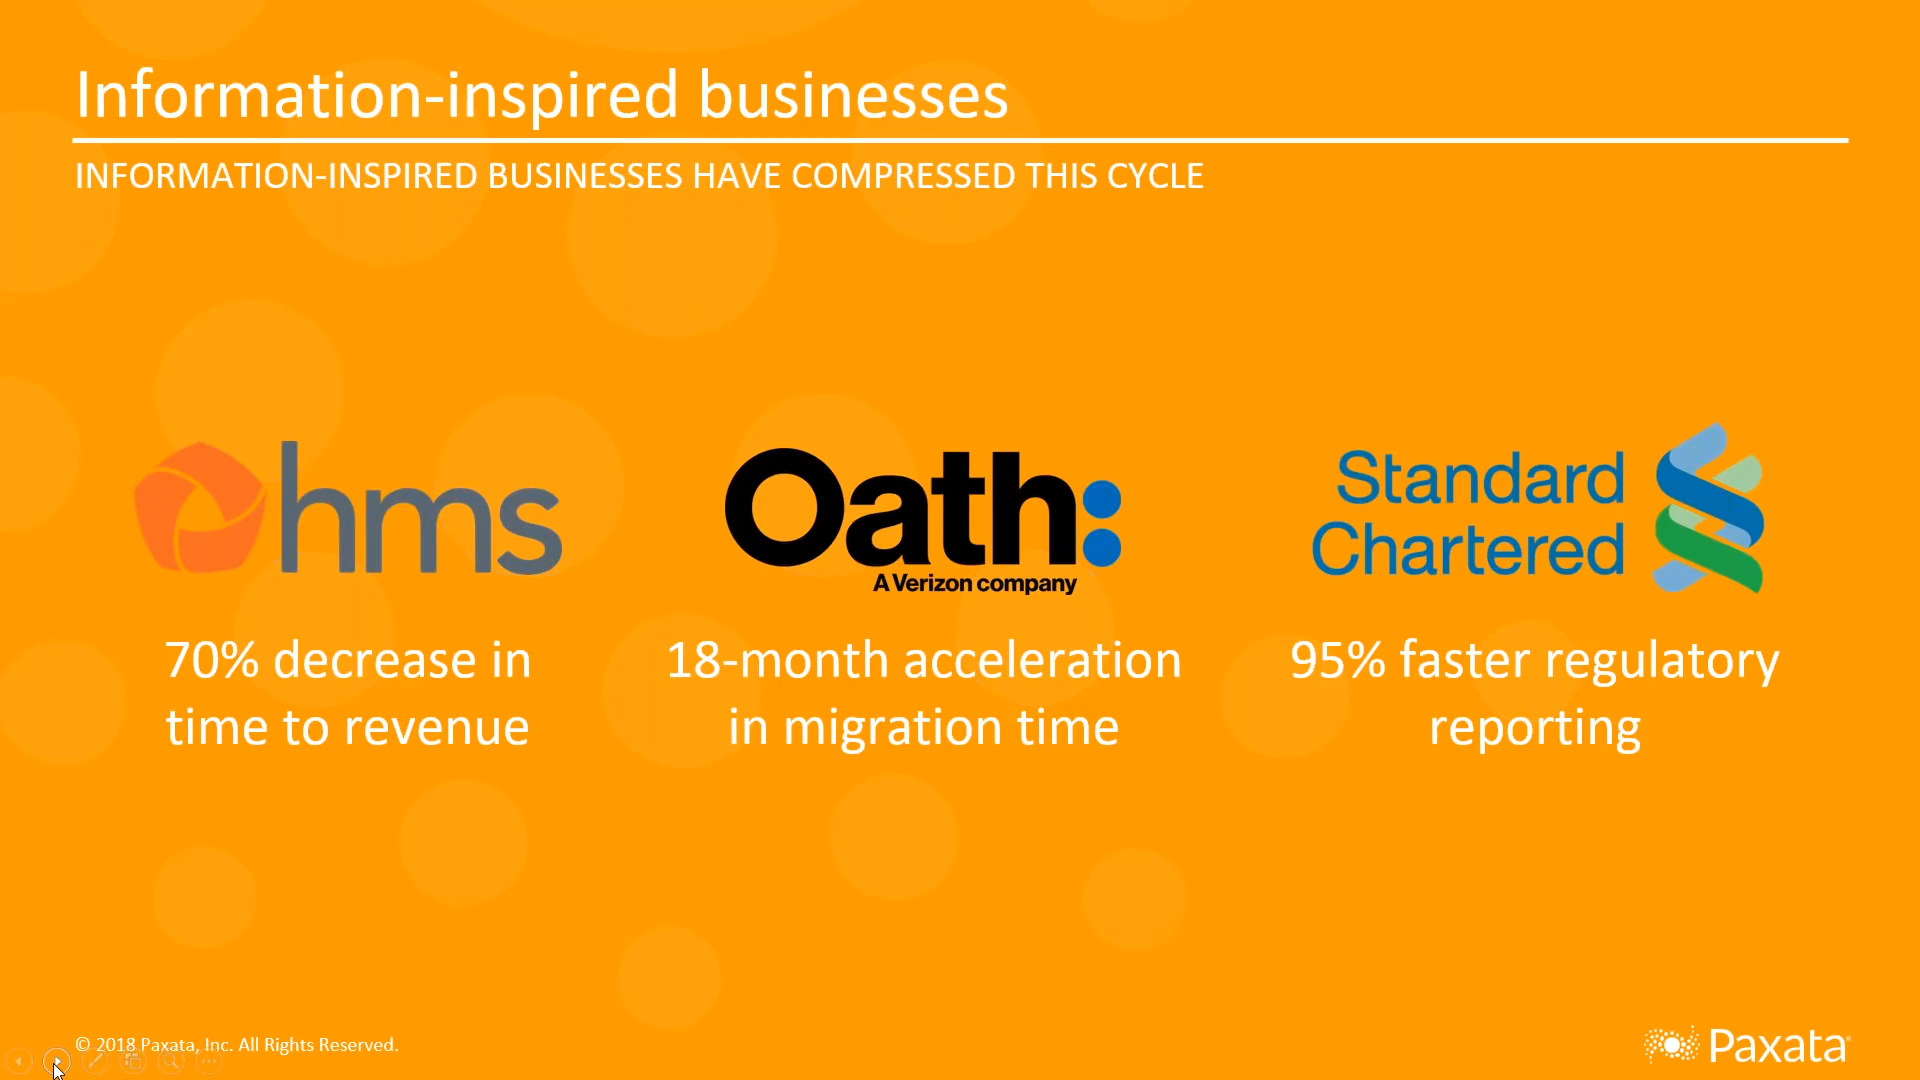 Information-inspired businesses
INFORMATION-INSPIRED BUSINESSES HAVE COMPRESSED THIS CYCLE
hms
Oath:
A Verizon company
Standard
Chartered
70% decrease in
time to revenue
18-month acceleration
in migration time
95% faster regulatory
reporting
© 2018 Paxata, Inc. All Rights Reserved.
Paxata